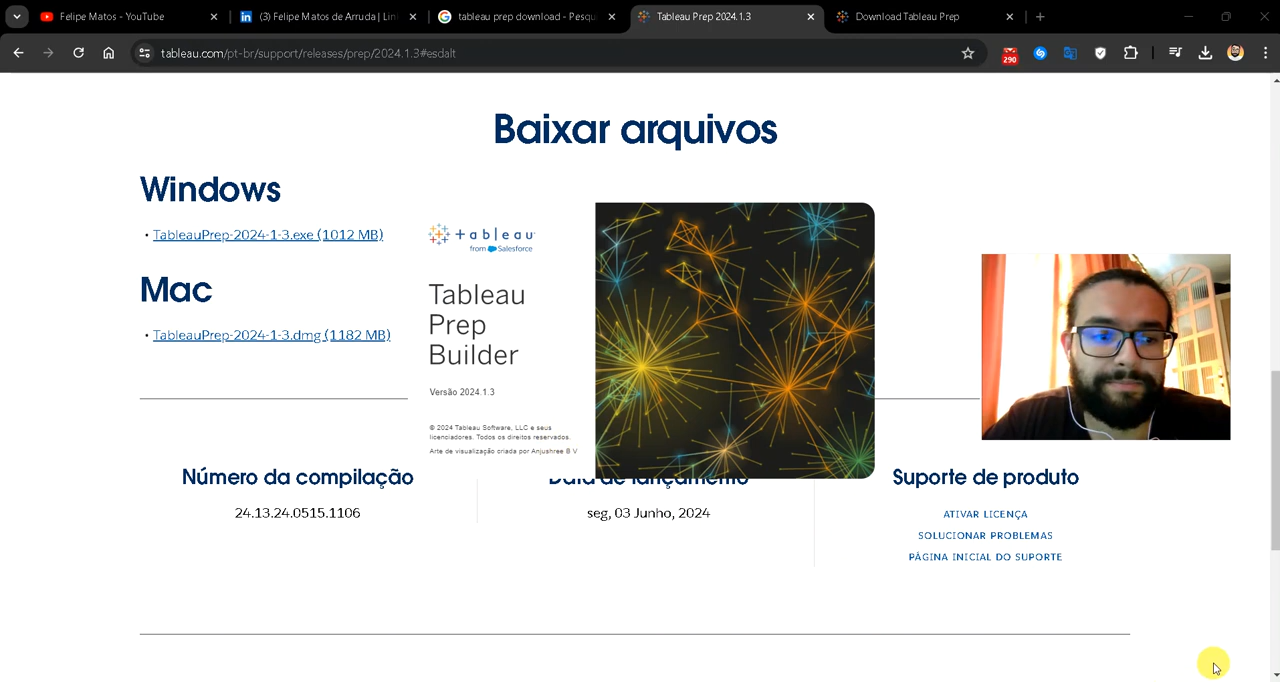 Felipe Matos - YouTube
(3) Felipe Matos de Arruda | Lin
tableau prep download - Pesqu
Tableau Prep 2024.1.3
Download Tableau Prep
tableau.com/pt-br/support/releases/prep/2024.1.3#esdalt
290
Baixar arquivos
Windows
• TableauPrep-2024-1-3.exe (1012 MB)
Mac
• TableauPrep-2024-1-3.dmg (1182 MB)
tableau
from Salesforce
Tableau
Prep
Builder
Versão 2024.1.3
© 2024 Tableau Software, LLC e seus
licenciadores. Todos os direitos reservados.
Arte de visualização criada por Anjushree B V
Número da compilação
24.13.24.0515.1106
Data de lançamento
seg, 03 Junho, 2024
Suporte de produto
ATIVAR LICENÇA
SOLUCIONAR PROBLEMAS
PÁGINA INICIAL DO SUPORTE